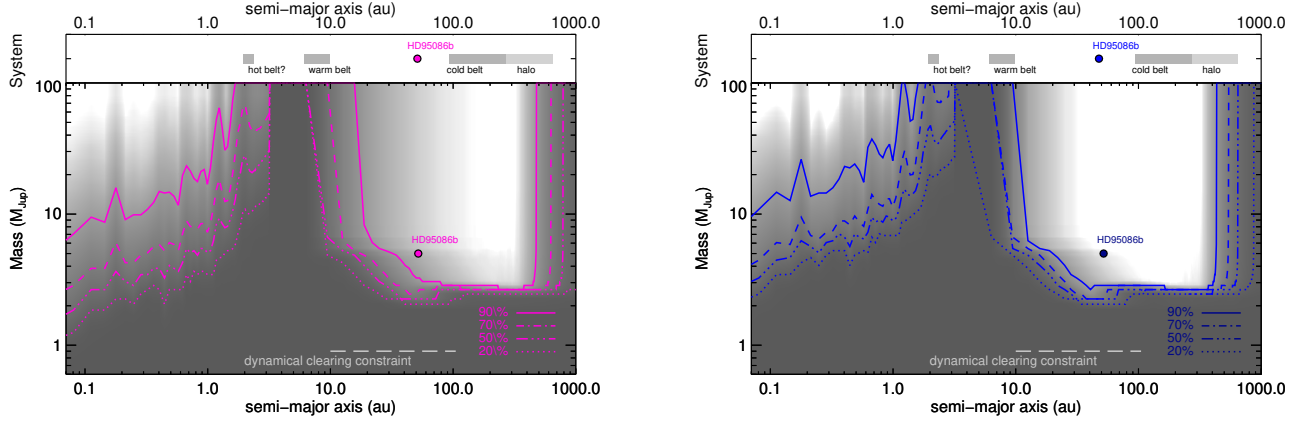 semi-major axis (au)
0.1 1.0 10.0 100.0 1000.0
System
HD95086b
hot belt? warm belt cold belt halo
100
10
1
Mass (MJup)
HD95086b
90%
70%
50%
20%
dynamical clearing constraint
0.1 1.0 10.0 100.0 1000.0
semi-major axis (au)
semi-major axis (au)
0.1 1.0 10.0 100.0 1000.0
System
HD95086b
hot belt? warm belt cold belt halo
100
10
1
Mass (MJup)
HD95086b
90%
70%
50%
20%
dynamical clearing constraint
0.1 1.0 10.0 100.0 1000.0
semi-major axis (au)